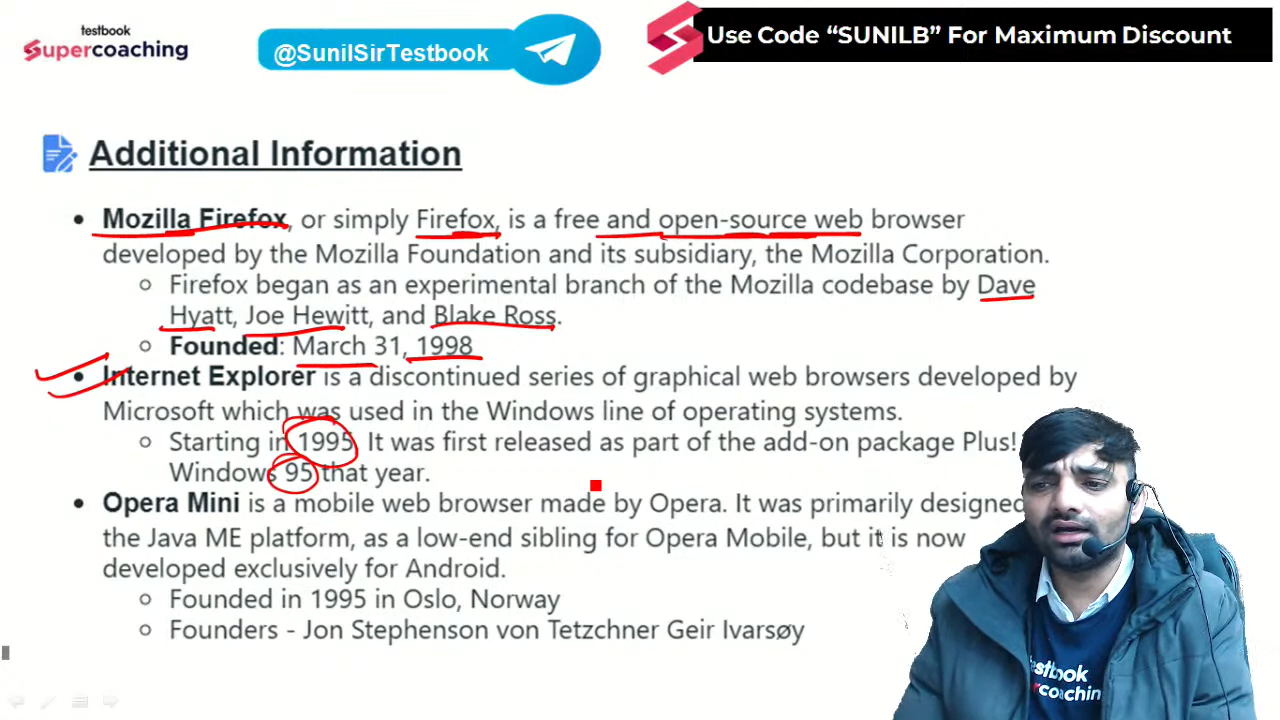 testbook
Supercoaching
@SunilSirTestbook
Use Code “SUNILB” For Maximum Discount
Additional Information
• Mozilla Firefox, or simply Firefox, is a free and open-source web browser
developed by the Mozilla Foundation and its subsidiary, the Mozilla Corporation.
○ Firefox began as an experimental branch of the Mozilla codebase by Dave
Hyatt, Joe Hewitt, and Blake Ross.
○ Founded: March 31, 1998
• Internet Explorer is a discontinued series of graphical web browsers developed by
Microsoft which was used in the Windows line of operating systems.
○ Starting in 1995, It was first released as part of the add-on package Plus!
Windows 95 that year.
• Opera Mini is a mobile web browser made by Opera. It was primarily designed
the Java ME platform, as a low-end sibling for Opera Mobile, but it is now
developed exclusively for Android.
○ Founded in 1995 in Oslo, Norway
○ Founders - Jon Stephenson von Tetzchner Geir Ivarsøy
testbook
supercoaching